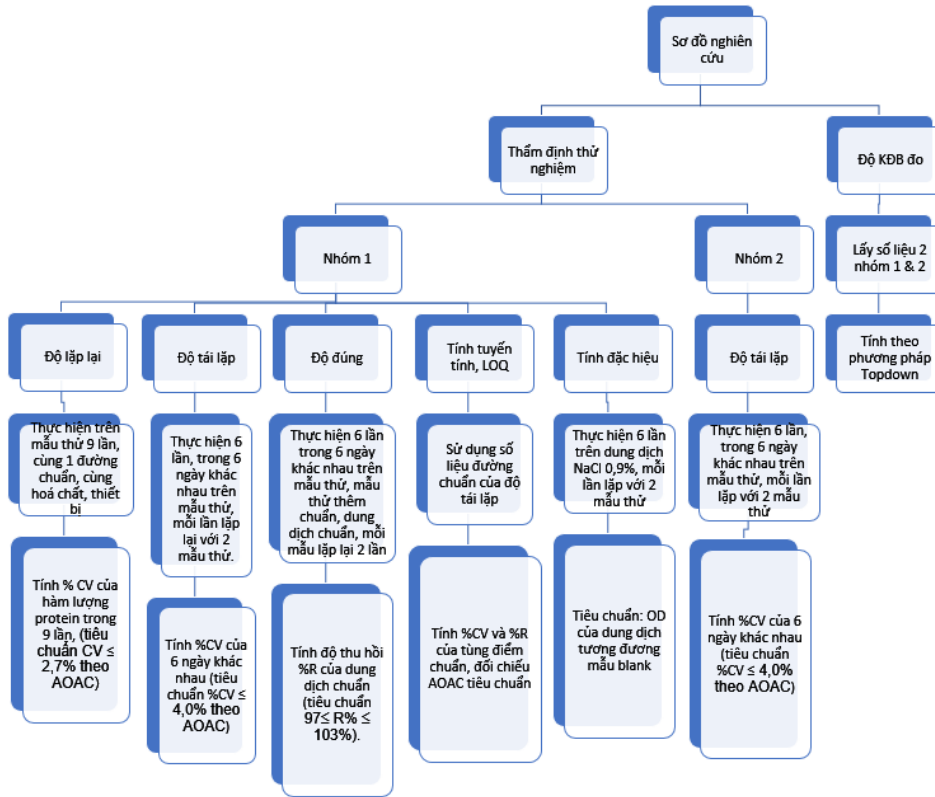 Sơ đồ nghiên
cứu
Thẩm định thử
nghiệm
Độ KĐB đo
Nhóm 1
Nhóm 2
Lấy số liệu 2
nhóm 1 & 2
Độ lặp lại
Độ tái lặp
Độ đúng
Tính tuyến
tính, LOQ
Tính đặc hiệu
Độ tái lặp
Tính theo
phương pháp
Topdown
Thực hiện trên
mẫu thử 9 lần,
cùng 1 đường
chuẩn, cùng
hoá chất, thiết
bị
Thực hiện 6
lần, trong 6
ngày khác
nhau trên
mẫu thử,
mỗi lần lặp
lại với 2
mẫu thử.
Thực hiện 6 lần
trong 6 ngày
khác nhau trên
mẫu thử, mẫu
thử thêm
chuẩn, dung
dịch chuẩn, mỗi
mẫu lặp lại 2 lần
Sử dụng số
liệu đường
chuẩn của độ
tái lặp
Thực hiện 6 lần
trên dung dịch
NaCl 0,9%, mỗi
lần lặp với 2
mẫu thử
Thực hiện 6 lần,
trong 6 ngày
khác nhau trên
mẫu thử, mỗi lần
lặp với 2 mẫu
thử
Tính % CV của
hàm lượng
protein trong
9 lần, (tiêu
chuẩn CV ≤
2,7% theo
AOAC)
Tính %CV của
6 ngày khác
nhau (tiêu
chuẩn %CV ≤
4,0% theo
AOAC)
Tính độ thu hồi
%R của dung
dịch chuẩn
(tiêu chuẩn
97≤ R% ≤
103%).
Tính %CV và %R
của từng điểm
chuẩn, đối chiếu
AOAC tiêu chuẩn
Tiêu chuẩn: OD
của dung dịch
tương đương
mẫu blank
Tính %CV của 6
ngày khác nhau
(tiêu chuẩn
%CV ≤ 4,0%
theo AOAC)